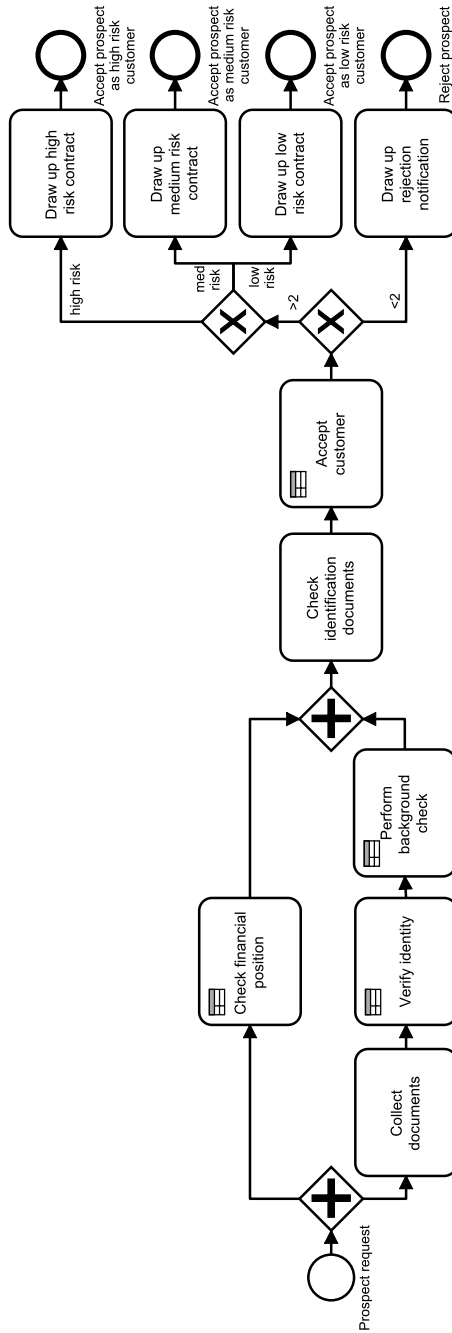 Prospect request
Check financial
position
Collect
documents
Verify identity
Perform
background
check
Check
identification
documents
Accept
customer
>2
<2
high risk
med
risk
low
risk
Draw up high
risk contract
Accept prospect
as high risk
customer
Draw up
medium risk
contract
Accept prospect
as medium risk
customer
Draw up low
risk contract
Accept prospect
as low risk
customer
Draw up
rejection
notification
Reject prospect